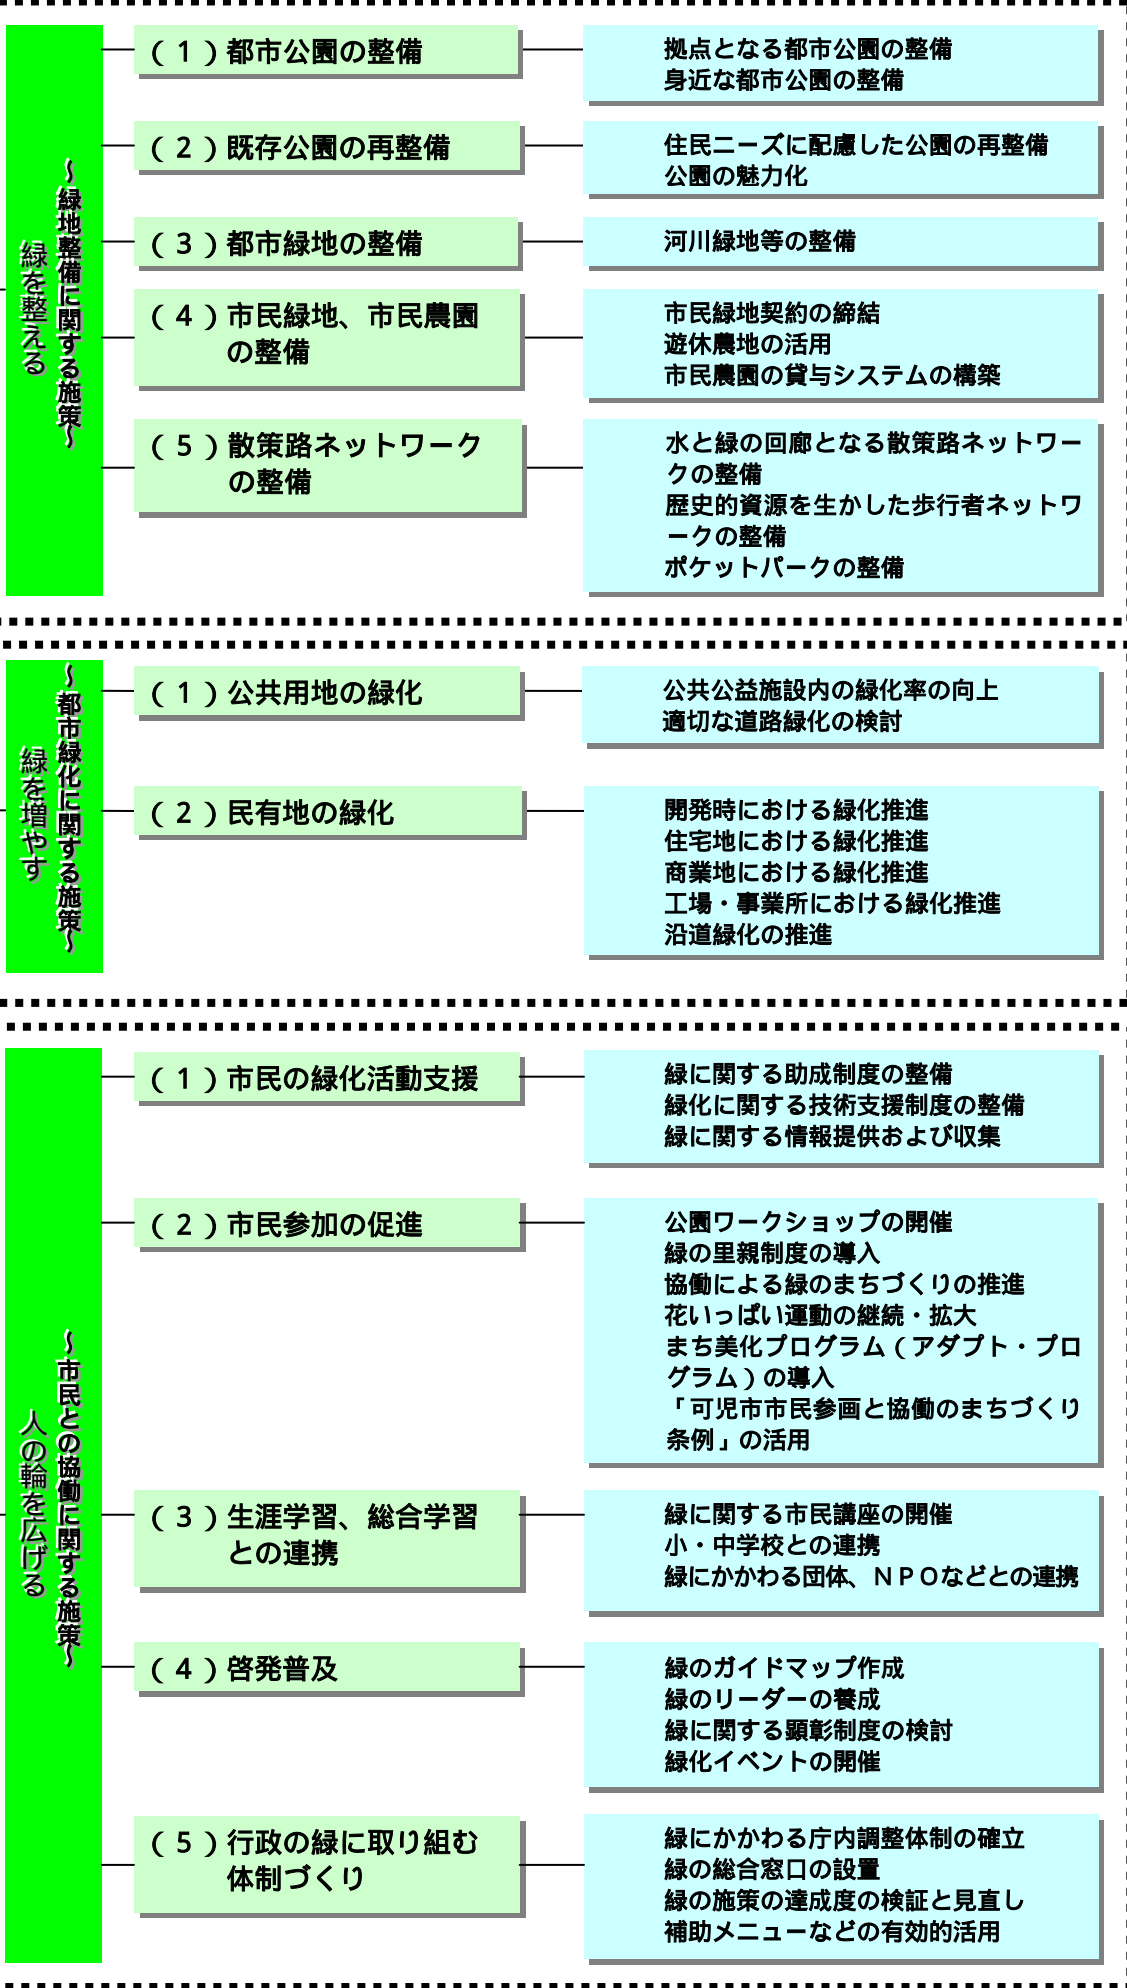 ～緑地整備に関する施策～
緑を整える
（１）都市公園の整備
拠点となる都市公園の整備
身近な都市公園の整備
（２）既存公園の再整備
住民ニーズに配慮した公園の再整備
公園の魅力化
（３）都市緑地の整備
河川緑地等の整備
（４）市民緑地、市民農園
の整備
市民緑地契約の締結
遊休農地の活用
市民農園の貸与システムの構築
（５）散策路ネットワーク
の整備
水と緑の回廊となる散策路ネットワー
クの整備
歴史的資源を生かした歩行者ネットワ
ークの整備
ポケットパークの整備
～都市緑化に関する施策～
緑を増やす
（１）公共用地の緑化
公共公益施設内の緑化率の向上
適切な道路緑化の検討
（２）民有地の緑化
開発時における緑化推進
住宅地における緑化推進
商業地における緑化推進
工場・事業所における緑化推進
沿道緑化の推進
～市民との協働に関する施策～
人の輪を広げる
（１）市民の緑化活動支援
緑に関する助成制度の整備
緑化に関する技術支援制度の整備
緑に関する情報提供および収集
（２）市民参加の促進
公園ワークショップの開催
緑の里親制度の導入
協働による緑のまちづくりの推進
花いっぱい運動の継続・拡大
まち美化プログラム（アダプト・プロ
グラム）の導入
「可児市市民参画と協働のまちづくり
条例」の活用
（３）生涯学習、総合学習
との連携
緑に関する市民講座の開催
小・中学校との連携
緑にかかわる団体、ＮＰＯなどとの連携
（４）啓発普及
緑のガイドマップ作成
緑のリーダーの養成
緑に関する顕彰制度の検討
緑化イベントの開催
（５）行政の緑に取り組む
体制づくり
緑にかかわる庁内調整体制の確立
緑の総合窓口の設置
緑の施策の達成度の検証と見直し
補助メニューなどの有効的活用